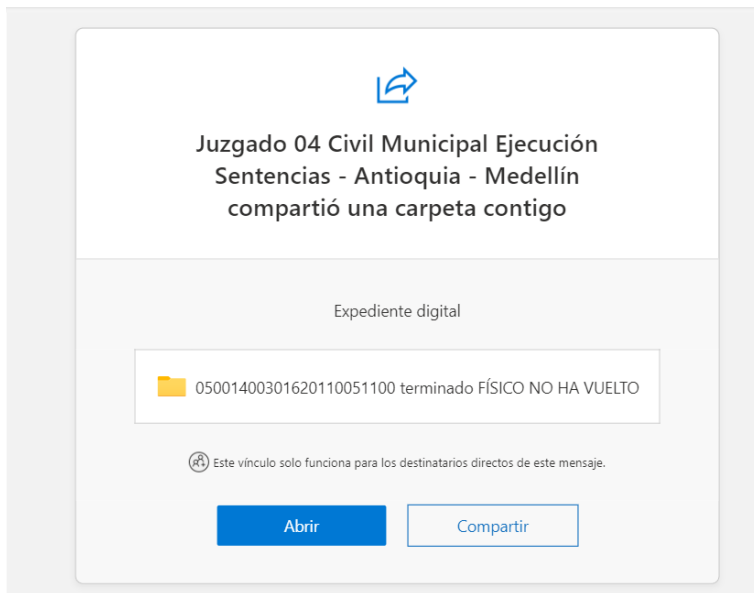 Juzgado 04 Civil Municipal Ejecución
Sentencias - Antioquia - Medellín
compartió una carpeta contigo
Expediente digital
05001400301620110051100 terminado FÍSICO NO HA VUELTO
Este vínculo solo funciona para los destinatarios directos de este mensaje.
Abrir
Compartir